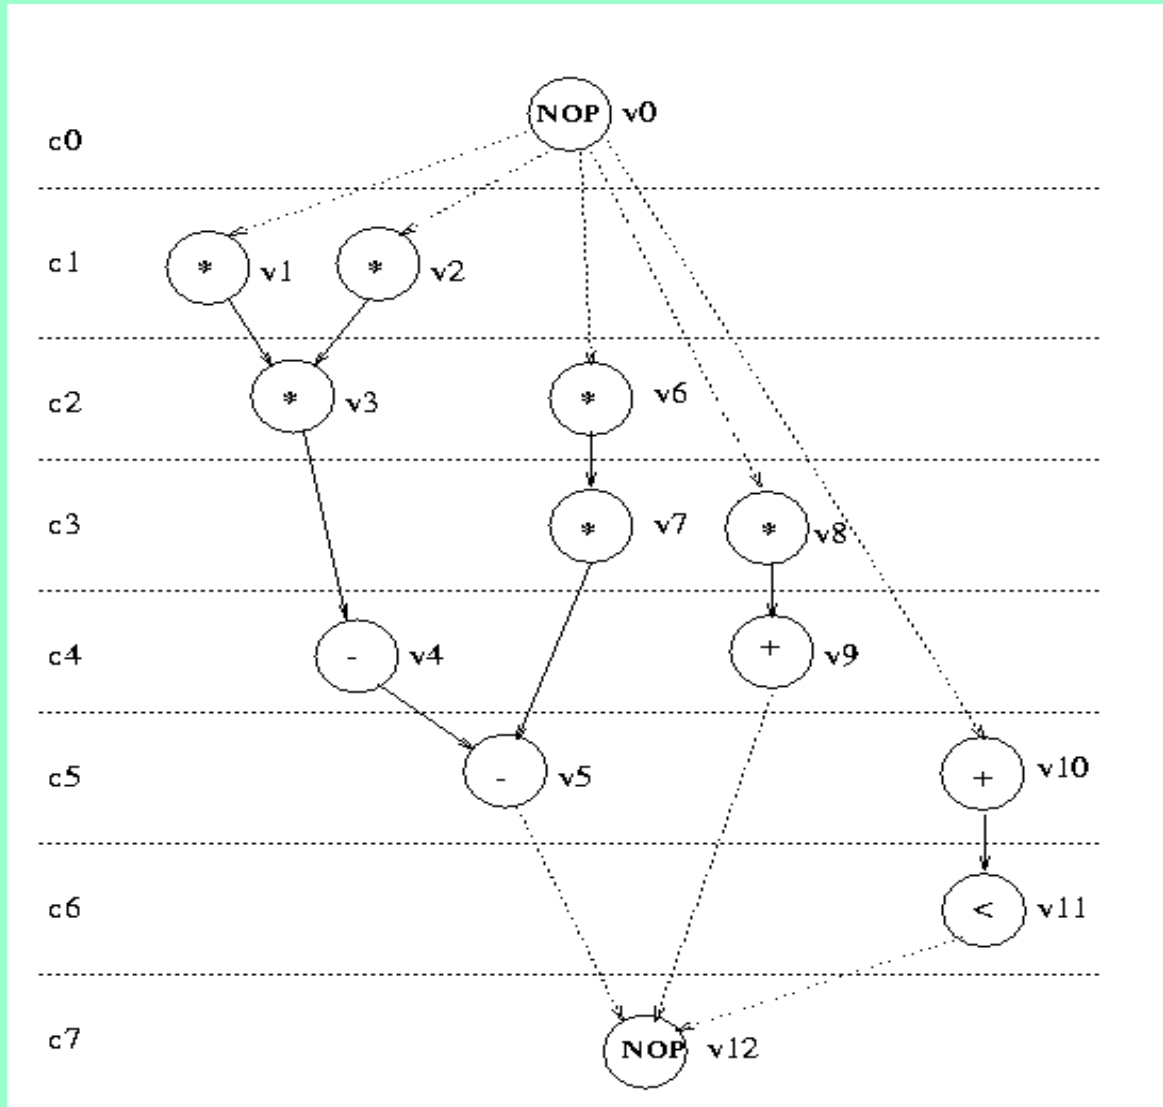 NOP v0
c0
c1 * v1 * v2
c2 * v3 * v6
c3 * v7 * v8
c4 - v4 + v9
c5 - v5 + v10
c6 < v11
c7 NOP v12